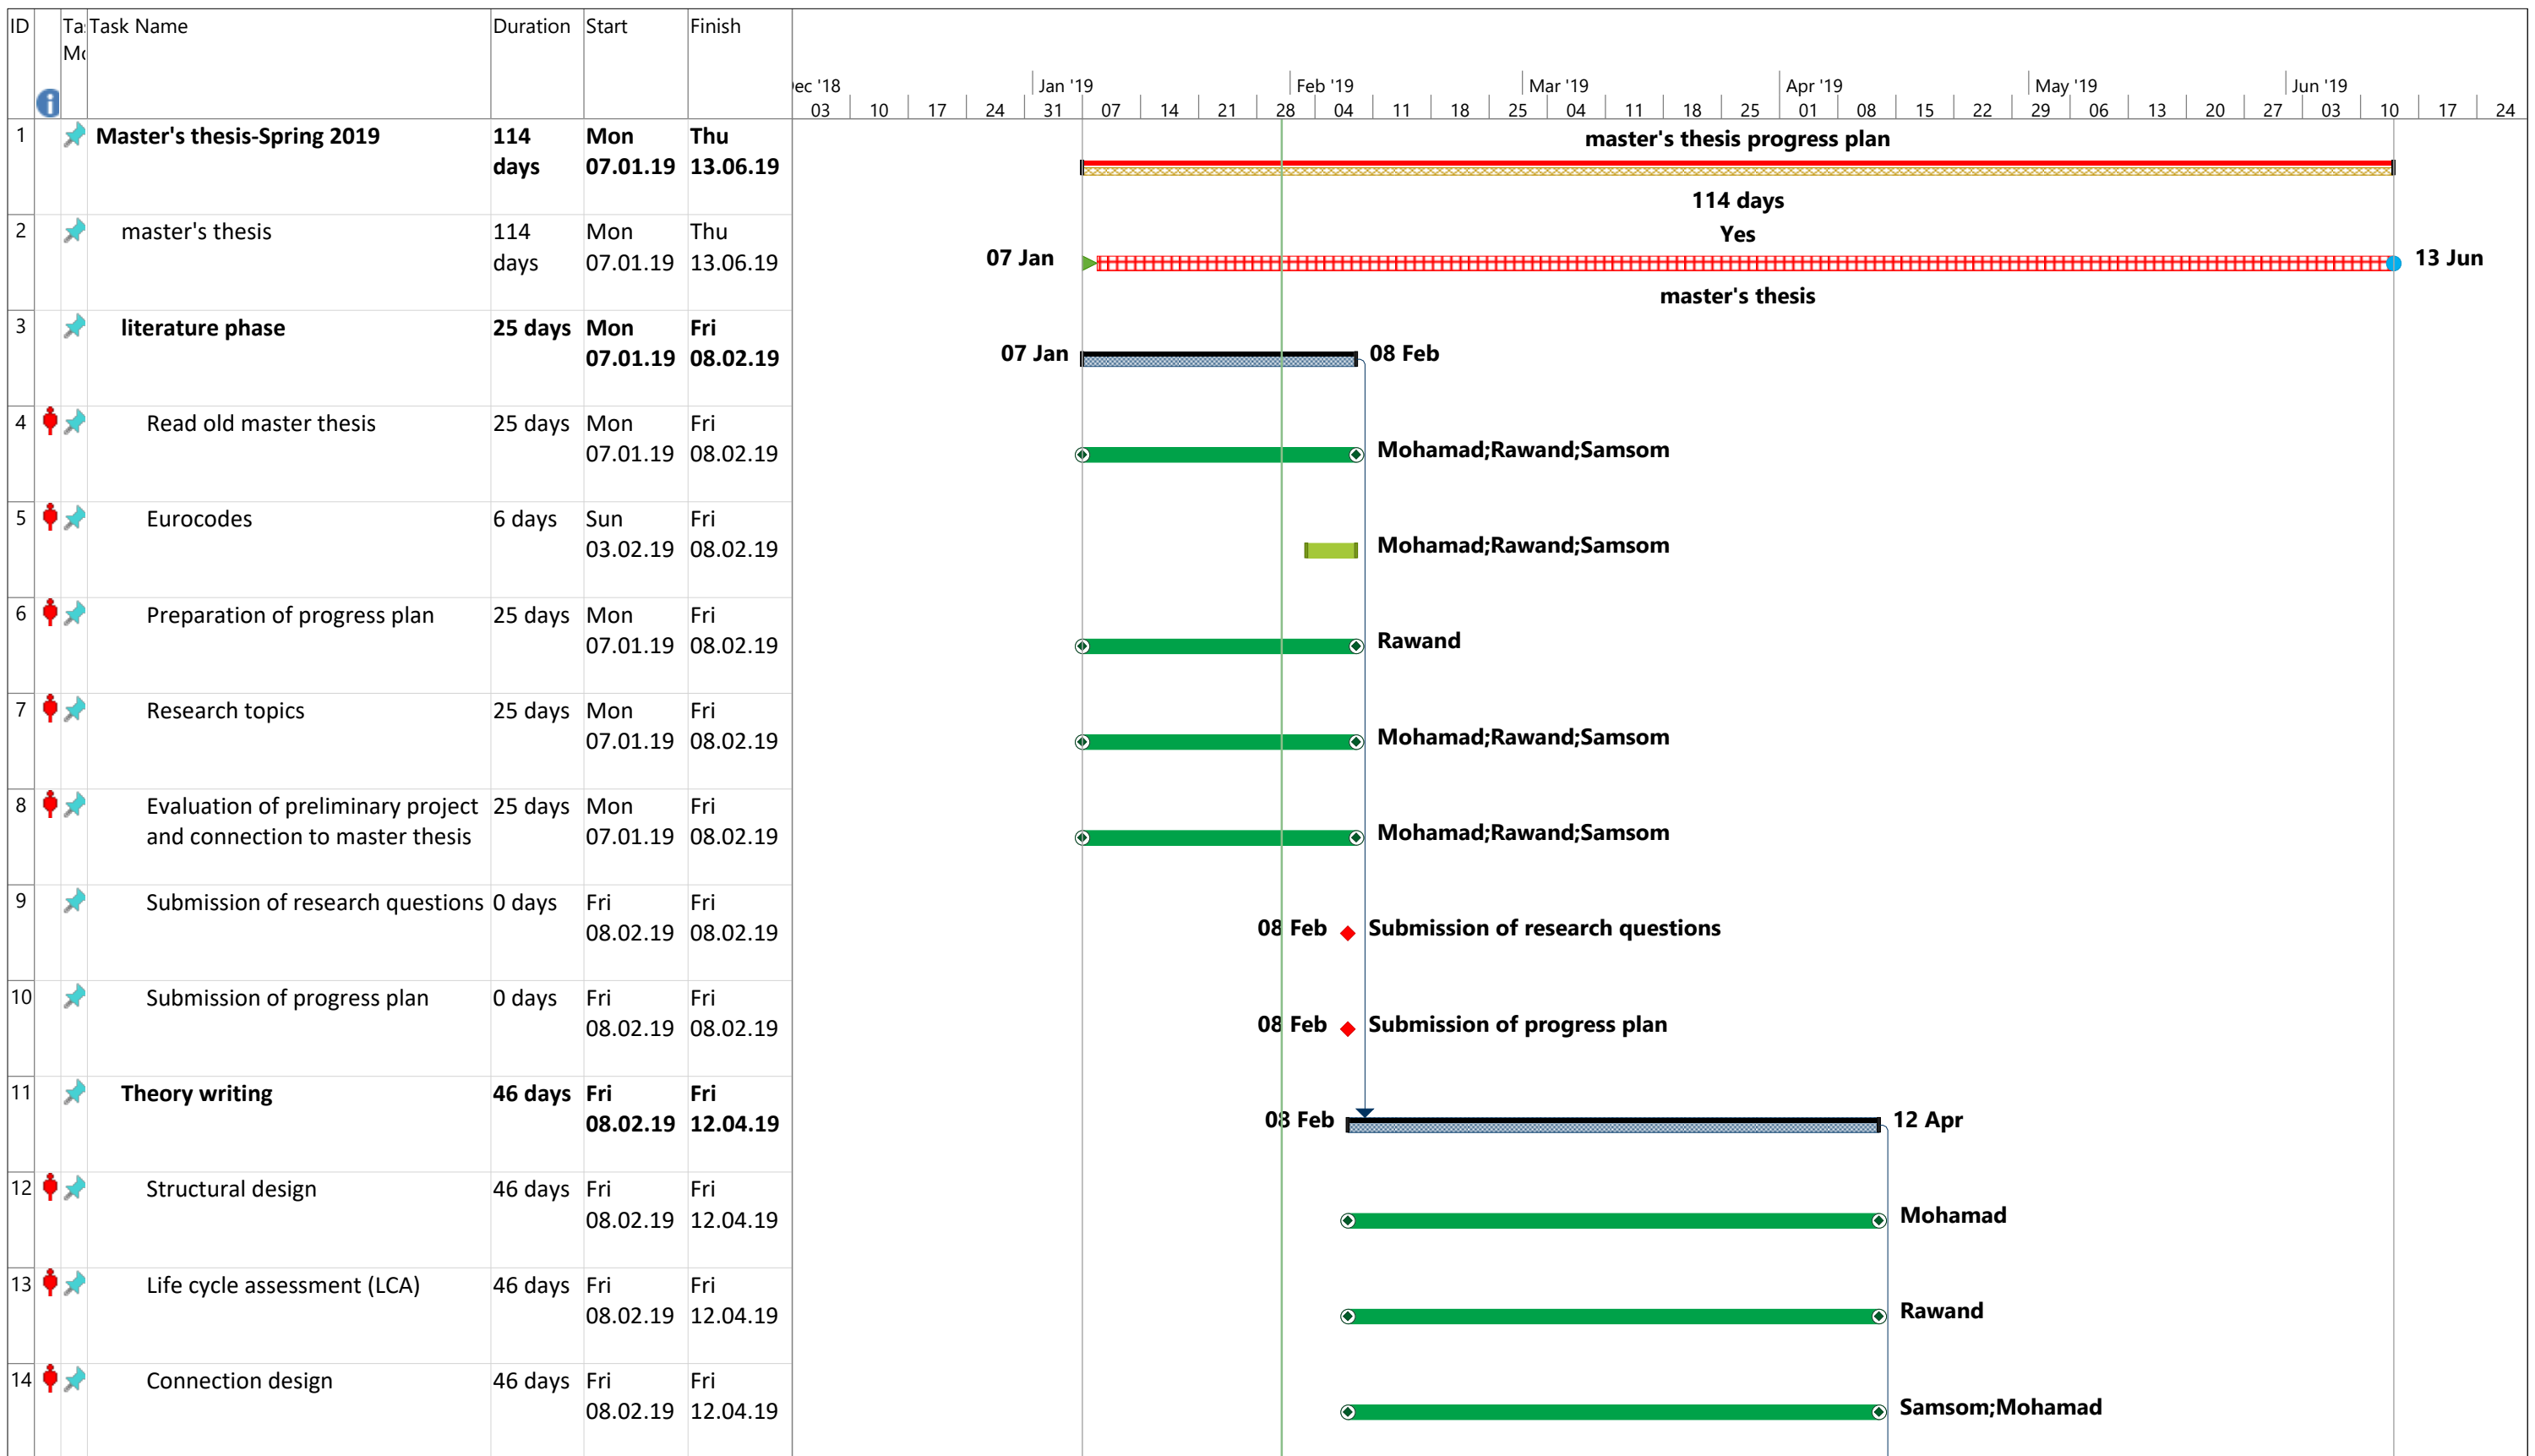 ID Ta: Task Name Duration Start Finish
Mo
ec '18 Jan '19 Feb '19 Mar '19 Apr '19 May '19 Jun '19
03 10 17 24 31 07 14 21 28 04 11 18 25 04 11 18 25 01 08 15 22 29 06 13 20 27 03 10 17 24
1 Master's thesis-Spring 2019 114 Mon Thu master's thesis progress plan
days 07.01.19 13.06.19
114 days
2 master's thesis 114 Mon Thu Yes
days 07.01.19 13.06.19 07 Jan 13 Jun
master's thesis
3 literature phase 25 days Mon Fri
07.01.19 08.02.19 07 Jan 08 Feb
4 Read old master thesis 25 days Mon Fri
07.01.19 08.02.19 Mohamad;Rawand;Samsom
5 Eurocodes 6 days Sun Fri
03.02.19 08.02.19 Mohamad;Rawand;Samsom
6 Preparation of progress plan 25 days Mon Fri
07.01.19 08.02.19 Rawand
7 Research topics 25 days Mon Fri
07.01.19 08.02.19 Mohamad;Rawand;Samsom
8 Evaluation of preliminary project 25 days Mon Fri
and connection to master thesis 07.01.19 08.02.19 Mohamad;Rawand;Samsom
9 Submission of research questions 0 days Fri Fri
08.02.19 08.02.19 08 Feb Submission of research questions
10 Submission of progress plan 0 days Fri Fri
08.02.19 08.02.19 08 Feb Submission of progress plan
11 Theory writing 46 days Fri Fri
08.02.19 12.04.19 08 Feb 12 Apr
12 Structural design 46 days Fri Fri
08.02.19 12.04.19 Mohamad
13 Life cycle assessment (LCA) 46 days Fri Fri
08.02.19 12.04.19 Rawand
14 Connection design 46 days Fri Fri
08.02.19 12.04.19 Samsom;Mohamad